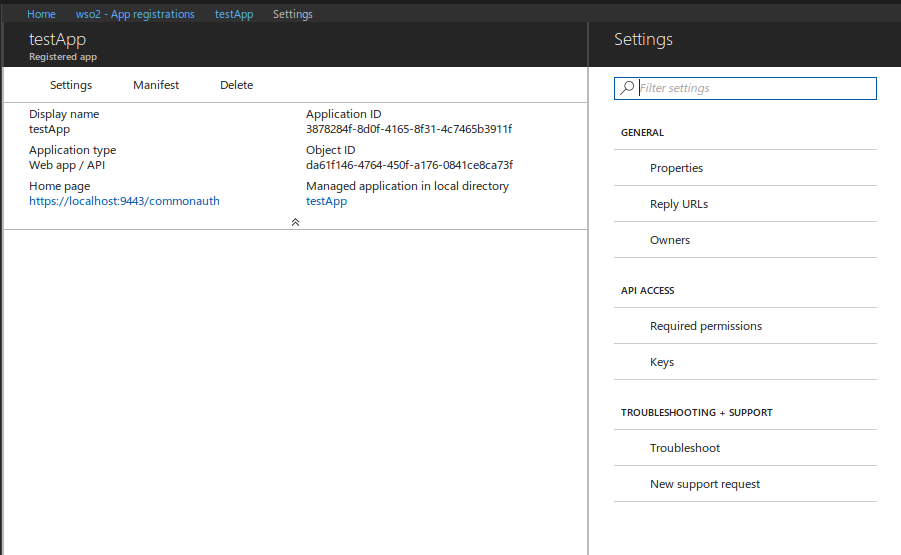 Home wso2 - App registrations testApp Settings
testApp
Registered app
Settings Manifest Delete
Display name
testApp
Application ID
3878284f-8d0f-4165-8f31-4c7465b3911f
Application type
Web app / API
Object ID
da61f146-4764-450f-a176-0841ce8ca73f
Home page
https://localhost:9443/commonauth
Managed application in local directory
testApp
Settings
Filter settings
GENERAL
Properties
Reply URLs
Owners
API ACCESS
Required permissions
Keys
TROUBLESHOOTING + SUPPORT
Troubleshoot
New support request